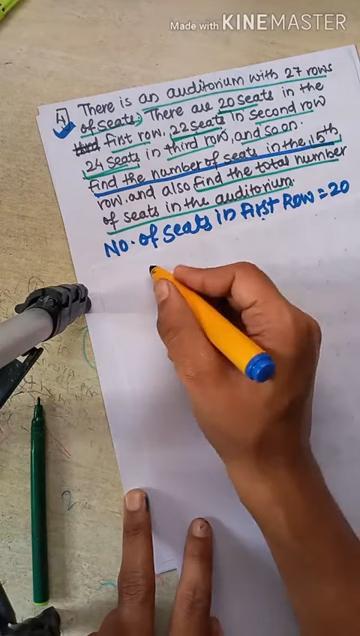 Made with KINEMASTER
4) There is an auditorium with 27 rows
of seats. There are 20 seats in the
first row, 22 seats in second row
24 seats in third row, and so on.
find the number of seats in the 15th
row. and also find the total number
of seats in the auditorium.
No. of seats in First Row = 20